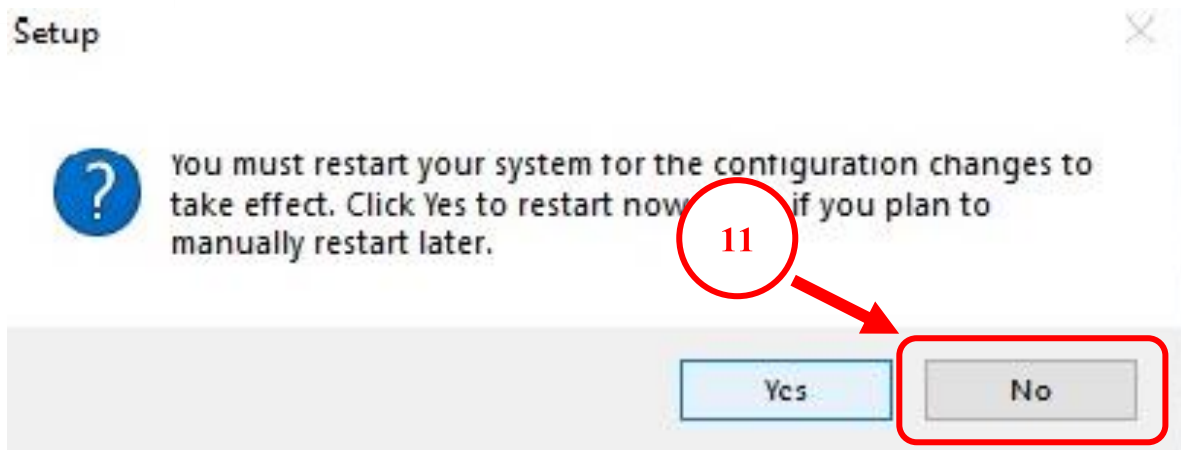 Setup
You must restart your system for the configuration changes to
take effect. Click Yes to restart now if you plan to
manually restart later.
11
Yes
No